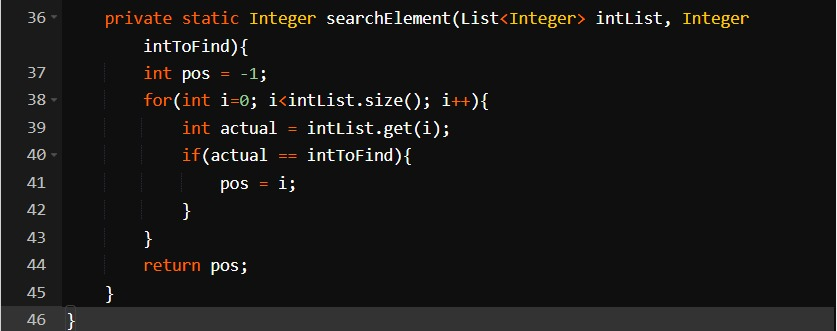 36 private static Integer searchElement(List<Integer> intList, Integer
intToFind){
37 int pos = -1;
38 for(int i=0; i<intList.size(); i++){
39 int actual = intList.get(i);
40 if(actual == intToFind){
41 pos = i;
42 }
43 }
44 return pos;
45 }
46 }